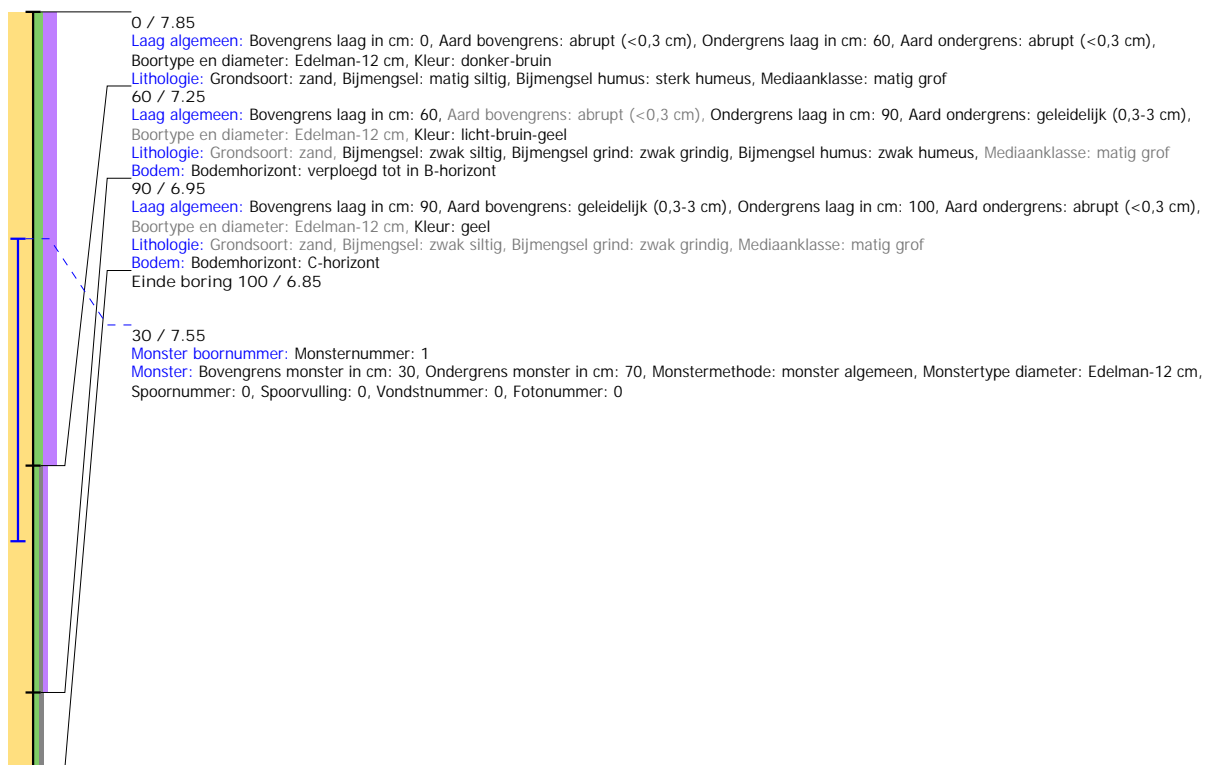 0 / 7.85
Laag algemeen: Bovengrens laag in cm: 0, Aard bovengrens: abrupt (<0,3 cm), Ondergrens laag in cm: 60, Aard ondergrens: abrupt (<0,3 cm),
Boortype en diameter: Edelman-12 cm, Kleur: donker-bruin
Lithologie: Grondsoort: zand, Bijmengsel: matig siltig, Bijmengsel humus: sterk humeus, Mediaanklasse: matig grof
60 / 7.25
Laag algemeen: Bovengrens laag in cm: 60, Aard bovengrens: abrupt (<0,3 cm), Ondergrens laag in cm: 90, Aard ondergrens: geleidelijk (0,3-3 cm),
Boortype en diameter: Edelman-12 cm, Kleur: licht-bruin-geel
Lithologie: Grondsoort: zand, Bijmengsel: zwak siltig, Bijmengsel grind: zwak grindig, Bijmengsel humus: zwak humeus, Mediaanklasse: matig grof
Bodem: Bodemhorizont: verploegd tot in B-horizont
90 / 6.95
Laag algemeen: Bovengrens laag in cm: 90, Aard bovengrens: geleidelijk (0,3-3 cm), Ondergrens laag in cm: 100, Aard ondergrens: abrupt (<0,3 cm),
Boortype en diameter: Edelman-12 cm, Kleur: geel
Lithologie: Grondsoort: zand, Bijmengsel: zwak siltig, Bijmengsel grind: zwak grindig, Mediaanklasse: matig grof
Bodem: Bodemhorizont: C-horizont
Einde boring 100 / 6.85
30 / 7.55
Monster boornummer: Monsternummer: 1
Monster: Bovengrens monster in cm: 30, Ondergrens monster in cm: 70, Monstermethode: monster algemeen, Monstertype diameter: Edelman-12 cm,
Spoornummer: 0, Spoorvulling: 0, Vondstnummer: 0, Fotonummer: 0